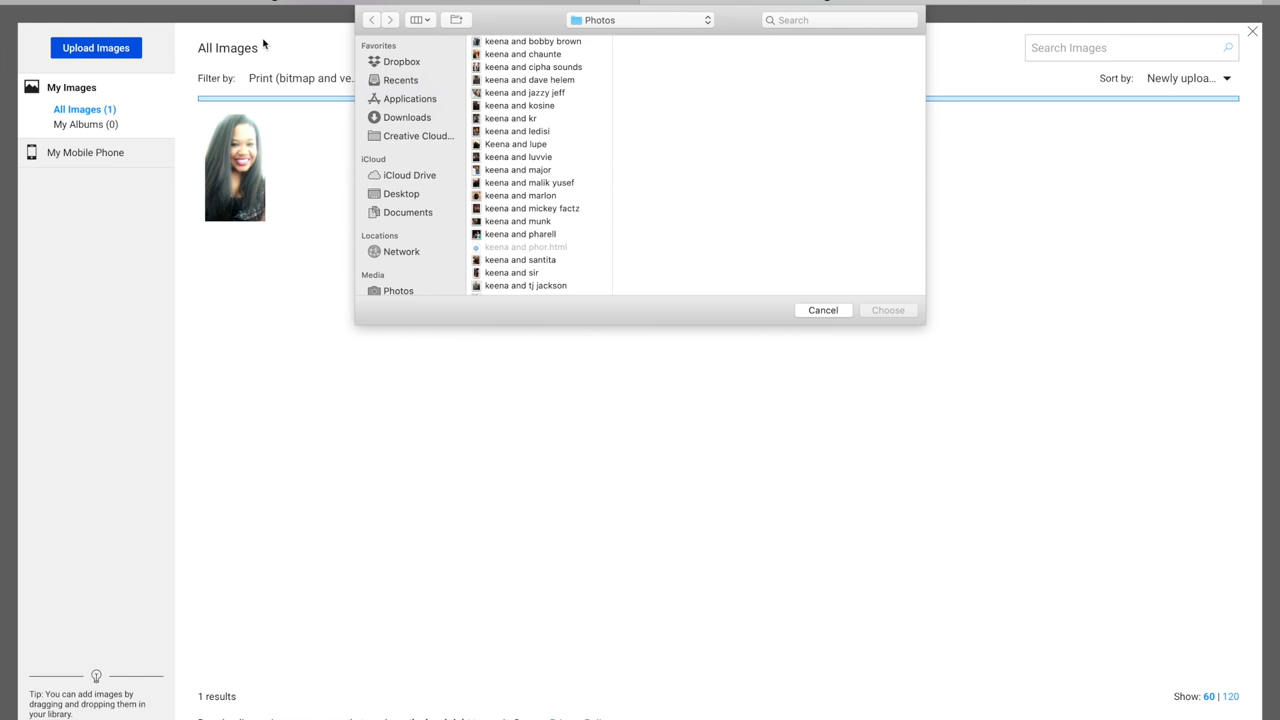 Photos
Search
Upload Images
All Images
Search Images
Filter by: Print (bitmap and ve...
Sort by: Newly uploa...
My Images
All Images (1)
My Albums (0)
My Mobile Phone
Favorites
Dropbox
Recents
Applications
Downloads
Creative Cloud...
iCloud
iCloud Drive
Desktop
Documents
Locations
Network
Media
Photos
keena and bobby brown
keena and chaunte
keena and cipha sounds
keena and dave helem
keena and jazzy jeff
keena and kosine
keena and kr
keena and ledisi
Keena and lupe
keena and luvvie
keena and major
keena and malik yusef
keena and marlon
keena and mickey factz
keena and munk
keena and pharell
keena and phor.html
keena and santita
keena and sir
keena and tj jackson
Cancel
Choose
Tip: You can add images by
dragging and dropping them in
your library.
1 results
Show: 60 | 120